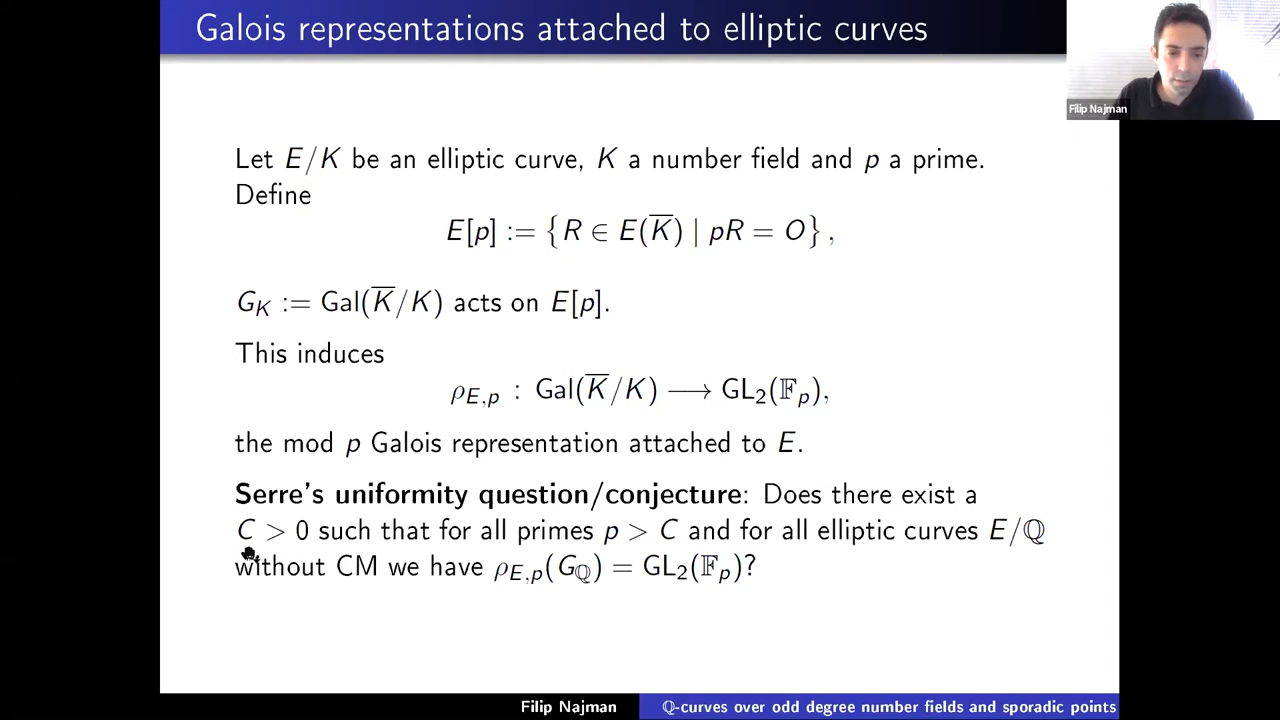 Galois representations attached to elliptic curves
Filip Najman
Let E/K be an elliptic curve, K a number field and p a prime.
Define
E[p] := {R ∈ E(K̅) | pR = O},
G_K := Gal(K̅/K) acts on E[p].
This induces
ρ_{E,p} : Gal(K̅/K) ⟶ GL₂(𝔽_p),
the mod p Galois representation attached to E.
Serre's uniformity question/conjecture: Does there exist a
C > 0 such that for all primes p > C and for all elliptic curves E/ℚ
without CM we have ρ_{E,p}(G_ℚ) = GL₂(𝔽_p)?
Filip Najman
ℚ-curves over odd degree number fields and sporadic points